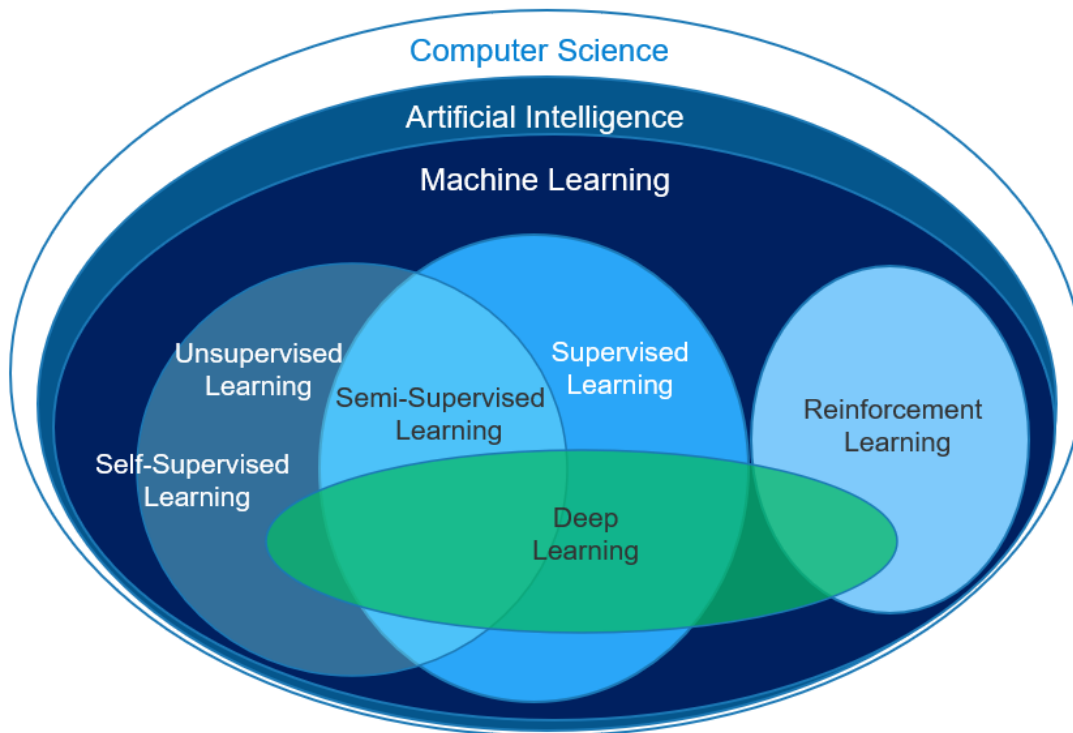 Computer Science
Artificial Intelligence
Machine Learning
Unsupervised
Learning
Supervised
Learning
Semi-Supervised
Learning
Reinforcement
Learning
Self-Supervised
Learning
Deep
Learning